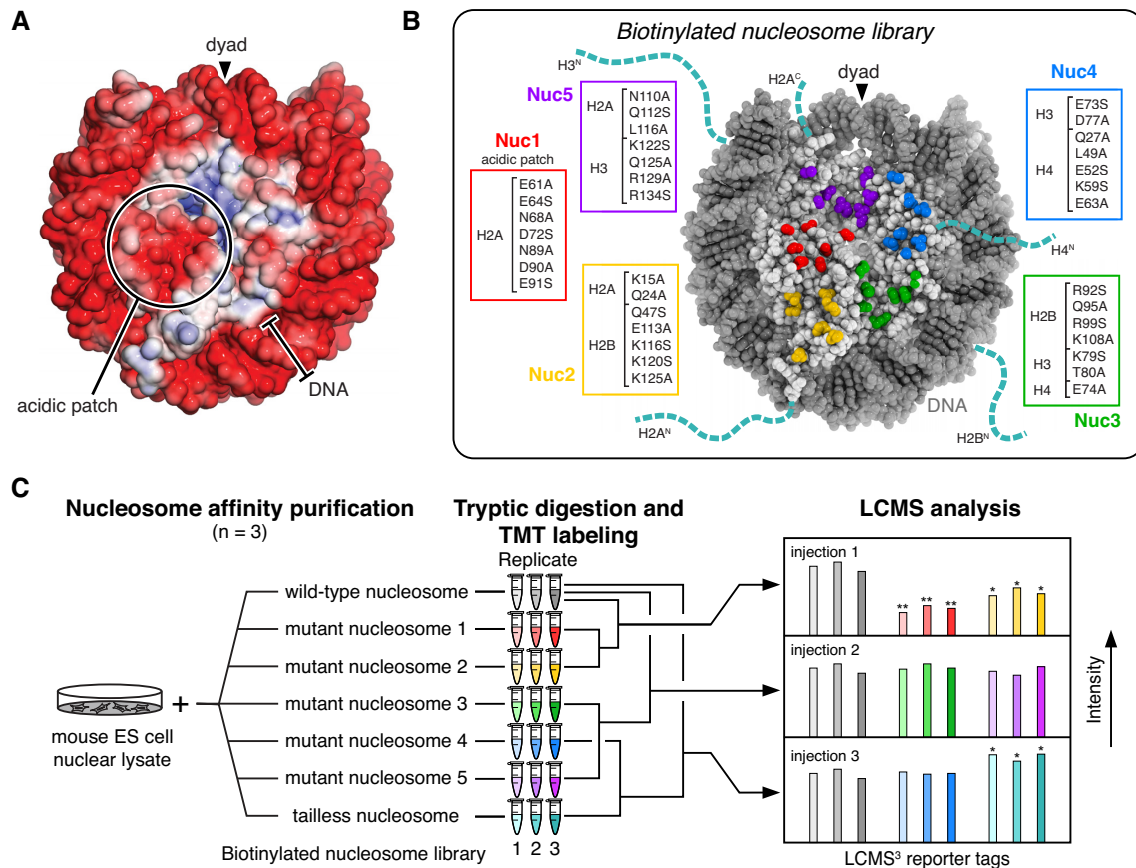 A
dyad
acidic patch
DNA
B
Biotinylated nucleosome library
H3ᴺ
H2Aᶜ
dyad
Nuc5
H2A
N110A
Q112S
L116A
H3
K122S
Q125A
R129A
R134S
Nuc4
H3
E73S
D77A
H4
Q27A
L49A
E52S
K59S
E63A
Nuc1
acidic patch
H2A
E61A
E64S
N68A
D72S
N89A
D90A
E91S
H4ᴺ
H2A
K15A
Q24A
H2B
Q47S
E113A
K116S
K120S
K125A
Nuc2
H2B
R92S
Q95A
R99S
K108A
H3
K79S
T80A
H4
E74A
Nuc3
DNA
H2Aᴺ
H2Bᴺ
C
Nucleosome affinity purification
(n = 3)
Tryptic digestion and
TMT labeling
LCMS analysis
Replicate
wild-type nucleosome
mutant nucleosome 1
mutant nucleosome 2
mutant nucleosome 3
mutant nucleosome 4
mutant nucleosome 5
tailless nucleosome
+
mouse ES cell
nuclear lysate
Biotinylated nucleosome library
1 2 3
injection 1
** ** **
* * *
injection 2
injection 3
* * *
Intensity
LCMS³ reporter tags